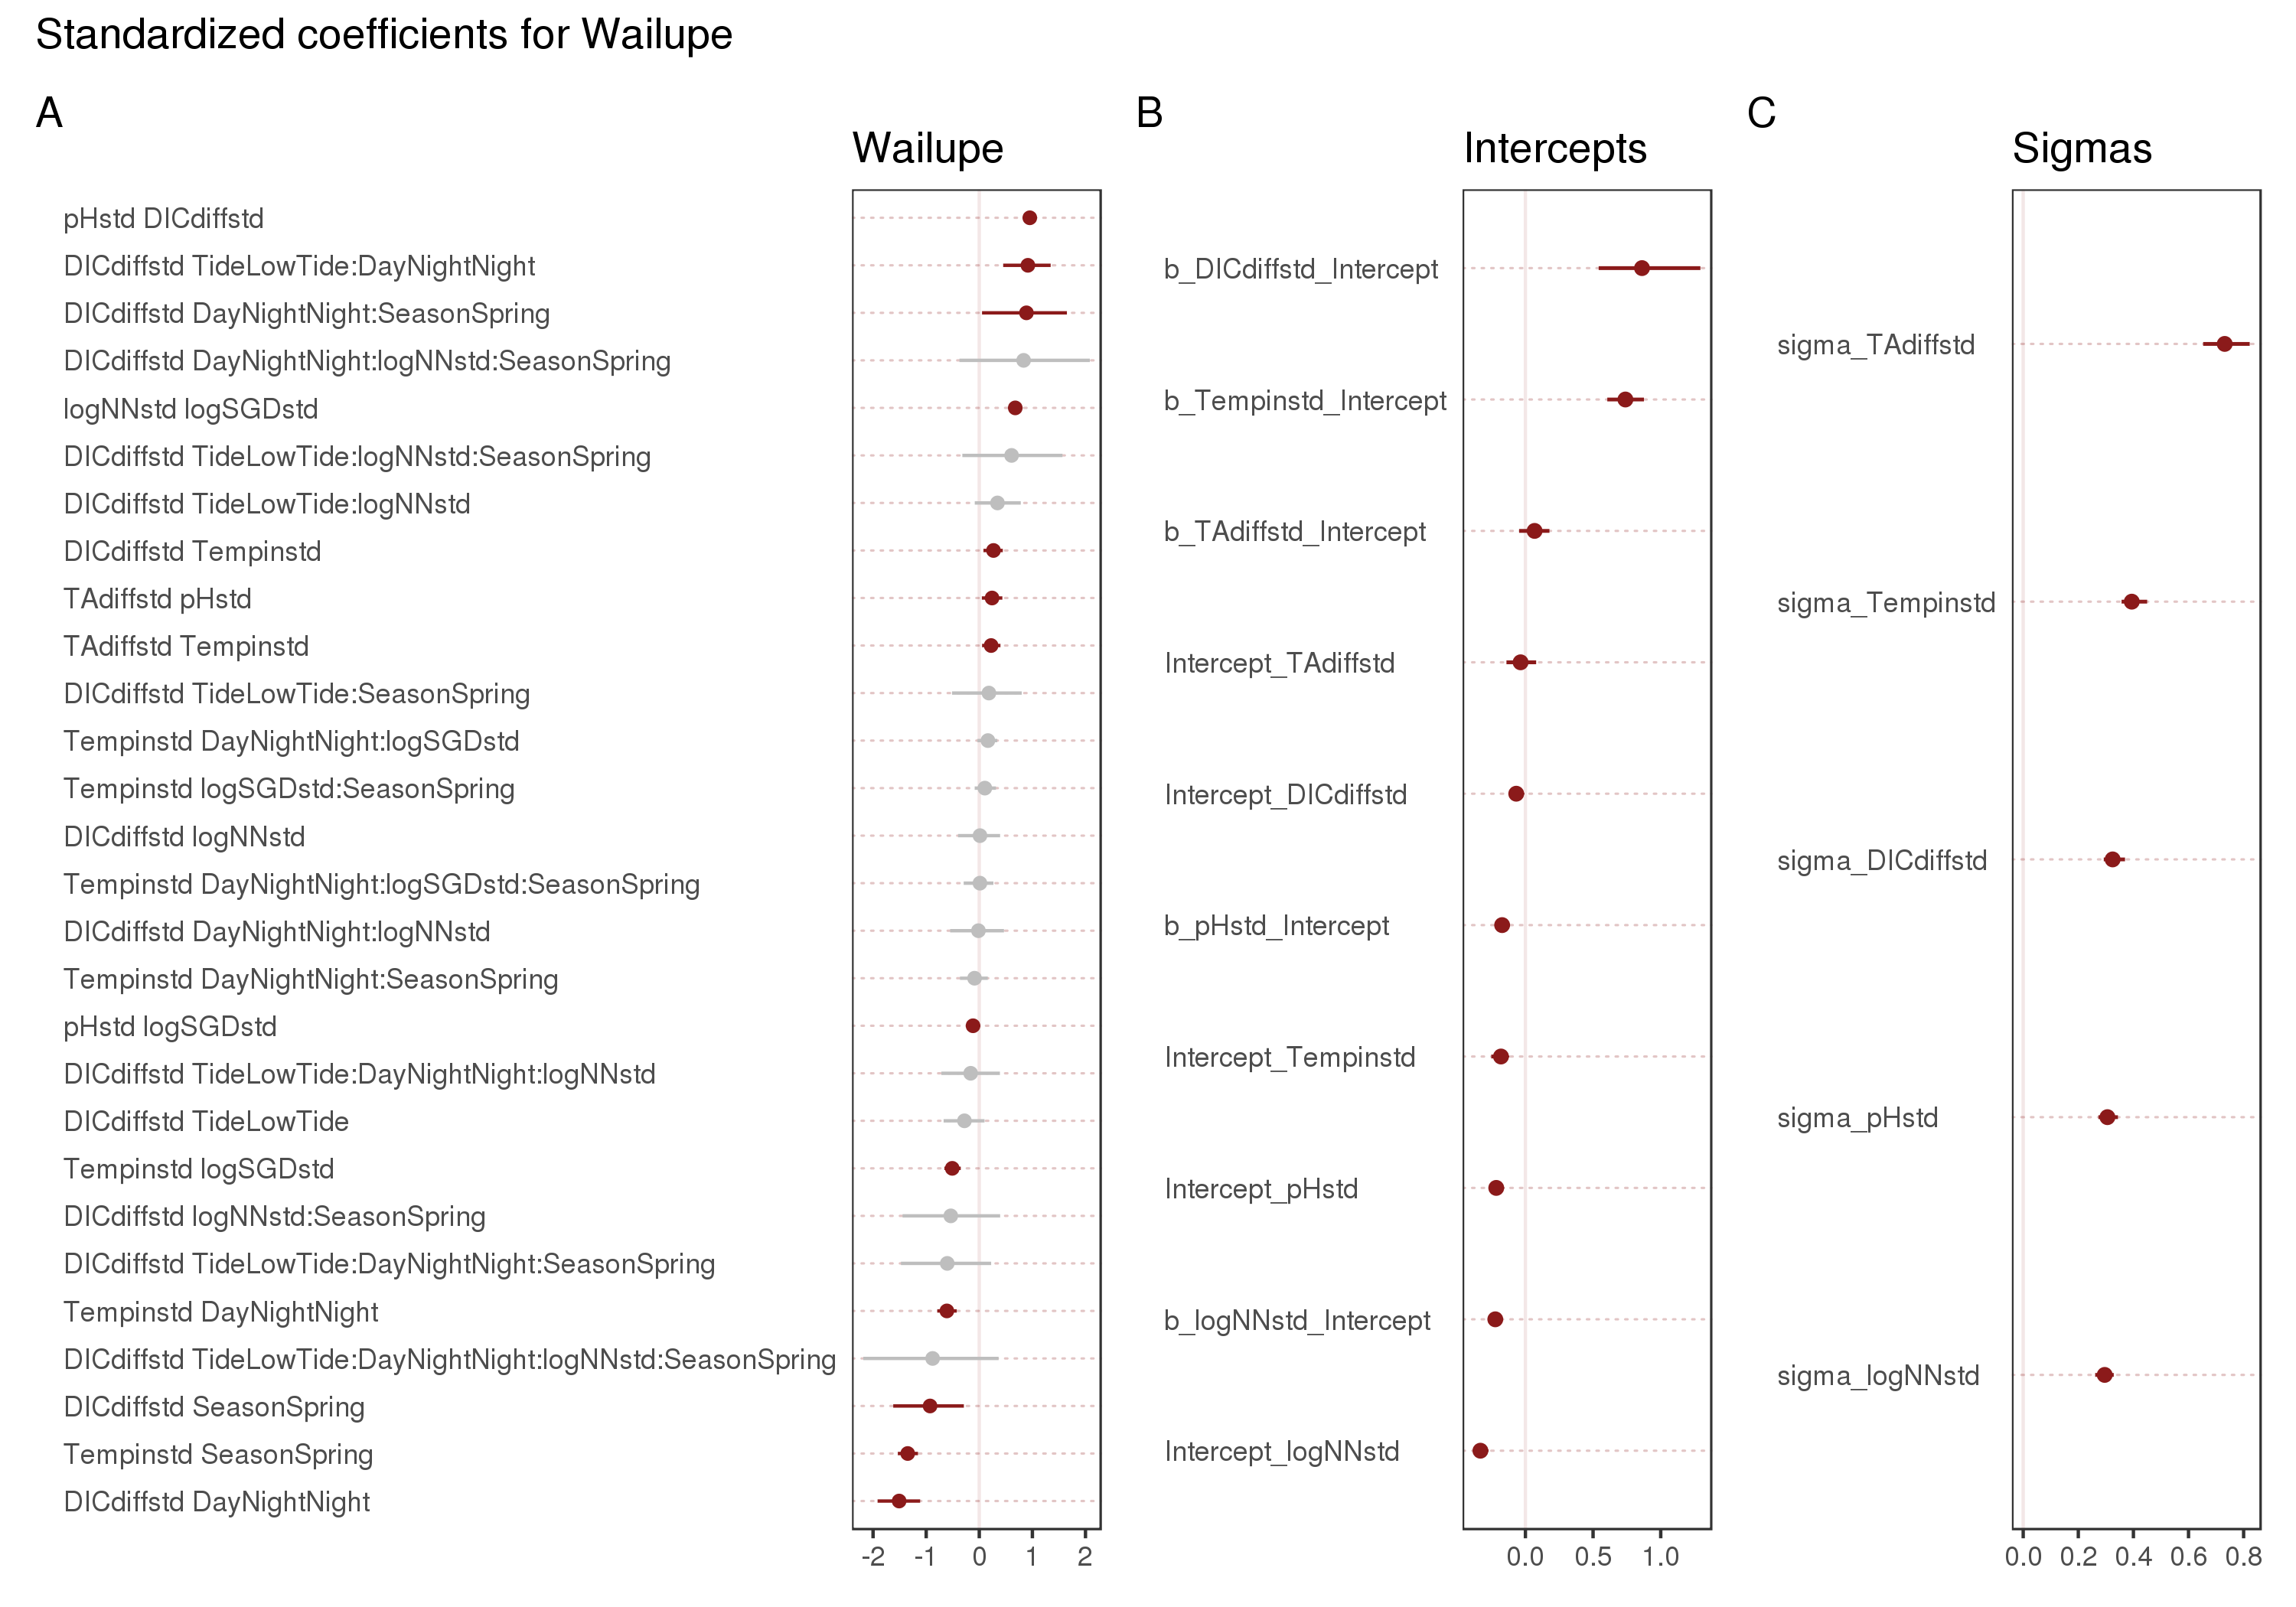 Standardized coefficients for Wailupe
A
Wailupe
pHstd DICdiffstd
DICdiffstd TideLowTide:DayNightNight
DICdiffstd DayNightNight:SeasonSpring
DICdiffstd DayNightNight:logNNstd:SeasonSpring
logNNstd logSGDstd
DICdiffstd TideLowTide:logNNstd:SeasonSpring
DICdiffstd TideLowTide:logNNstd
DICdiffstd Tempinstd
TAdiffstd pHstd
TAdiffstd Tempinstd
DICdiffstd TideLowTide:SeasonSpring
Tempinstd DayNightNight:logSGDstd
Tempinstd logSGDstd:SeasonSpring
DICdiffstd logNNstd
Tempinstd DayNightNight:logSGDstd:SeasonSpring
DICdiffstd DayNightNight:logNNstd
Tempinstd DayNightNight:SeasonSpring
pHstd logSGDstd
DICdiffstd TideLowTide:DayNightNight:logNNstd
DICdiffstd TideLowTide
Tempinstd logSGDstd
DICdiffstd logNNstd:SeasonSpring
DICdiffstd TideLowTide:DayNightNight:SeasonSpring
Tempinstd DayNightNight
DICdiffstd TideLowTide:DayNightNight:logNNstd:SeasonSpring
DICdiffstd SeasonSpring
Tempinstd SeasonSpring
DICdiffstd DayNightNight
-2 -1 0 1 2
B
Intercepts
b_DICdiffstd_Intercept
b_Tempinstd_Intercept
b_TAdiffstd_Intercept
Intercept_TAdiffstd
Intercept_DICdiffstd
b_pHstd_Intercept
Intercept_Tempinstd
Intercept_pHstd
b_logNNstd_Intercept
Intercept_logNNstd
0.0 0.5 1.0
C
Sigmas
sigma_TAdiffstd
sigma_Tempinstd
sigma_DICdiffstd
sigma_pHstd
sigma_logNNstd
0.0 0.2 0.4 0.6 0.8